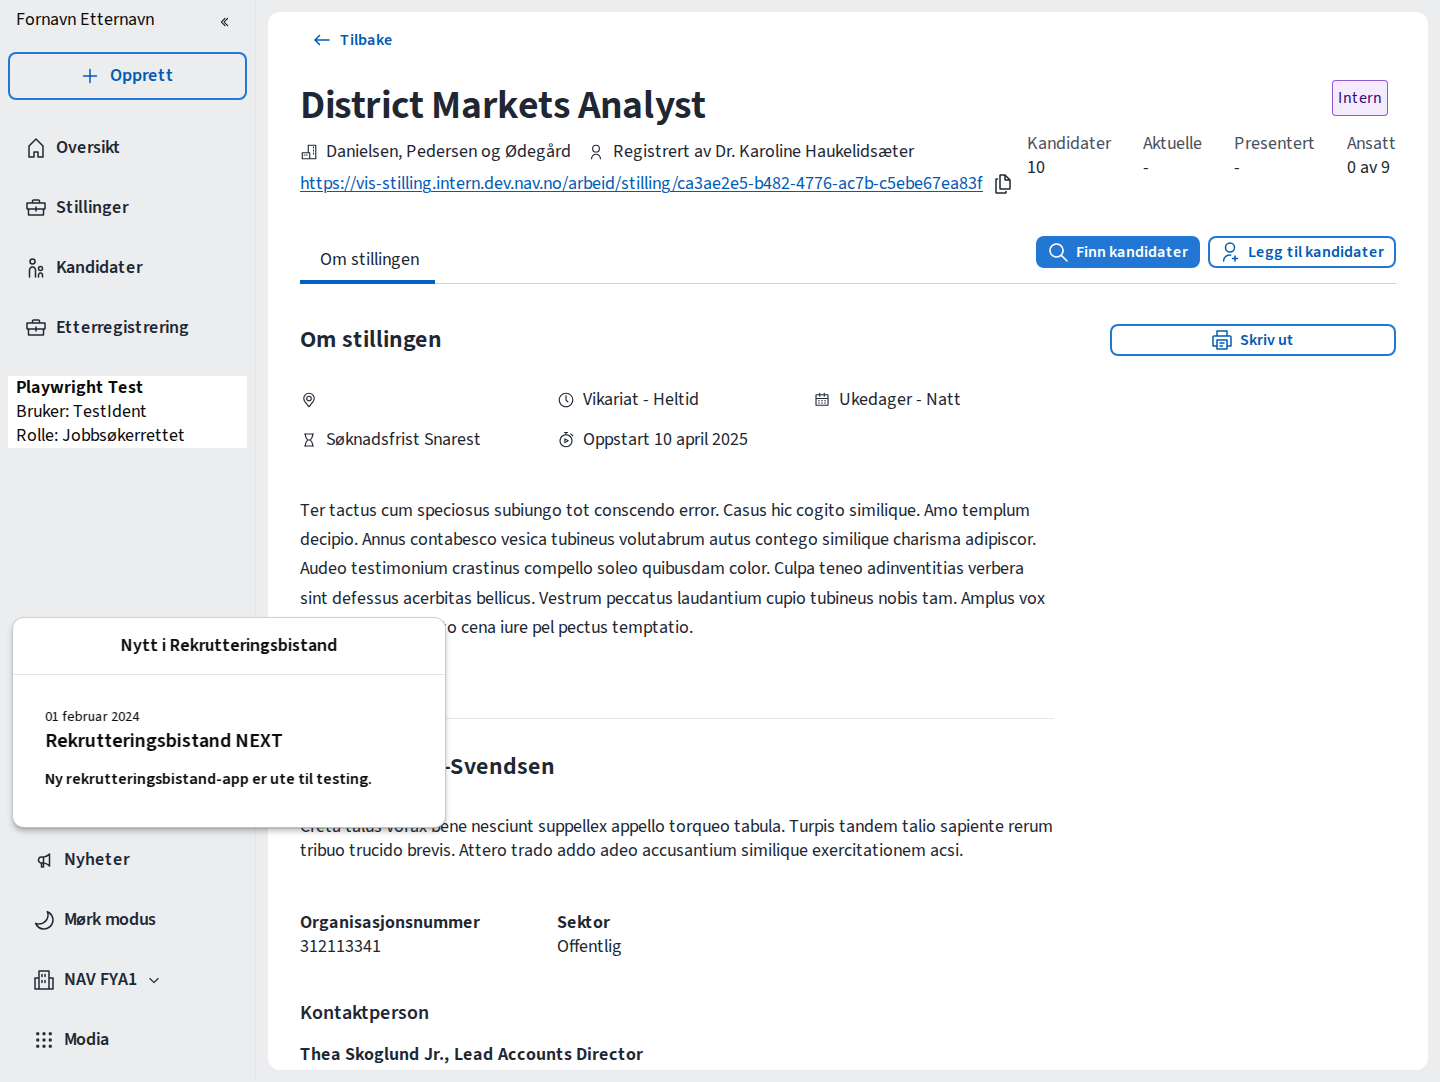 Fornavn Etternavn
Opprett
Oversikt
Stillinger
Kandidater
Etterregistrering
Playwright Test
Bruker: TestIdent
Rolle: Jobbsøkerrettet
Nytt i Rekrutteringsbistand
01 februar 2024
Rekrutteringsbistand NEXT
Ny rekrutteringsbistand-app er ute til testing.
Nyheter
Mørk modus
NAV FYA1
Modia
Tilbake
District Markets Analyst
Intern
Danielsen, Pedersen og Ødegård Registrert av Dr. Karoline Haukelidsæter
https://vis-stilling.intern.dev.nav.no/arbeid/stilling/ca3ae2e5-b482-4776-ac7b-c5ebe67ea83f
Kandidater Aktuelle Presentert Ansatt
10 - - 0 av 9
Om stillingen
Finn kandidater
Legg til kandidater
Om stillingen
Skriv ut
Vikariat - Heltid
Ukedager - Natt
Søknadsfrist Snarest
Oppstart 10 april 2025
Ter tactus cum speciosus subiungo tot conscendo error. Casus hic cogito similique. Amo templum
decipio. Annus contabesco vesica tubineus volutabrum autus contego similique charisma adipiscor.
Audeo testimonium crastinus compello soleo quibusdam color. Culpa teneo adinventitias verbera
sint defessus acerbitas bellicus. Vestrum peccatus laudantium cupio tubineus nobis tam. Amplus vox
cena iure pel pectus temptatio.
-Svendsen
bene nesciunt suppellex appello torqueo tabula. Turpis tandem talio sapiente rerum
tribuo trucido brevis. Attero trado addo adeo accusantium similique exercitationem acsi.
Organisasjonsnummer
312113341
Sektor
Offentlig
Kontaktperson
Thea Skoglund Jr., Lead Accounts Director